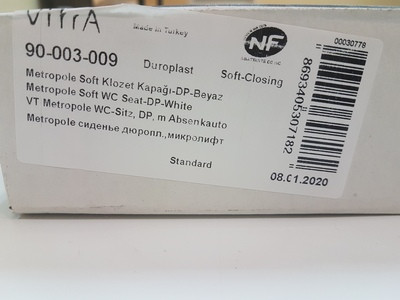 VitrA
Made in Turkey
NF
00030778
90-003-009 Duroplast Soft-Closing
Metropole Soft Klozet Kapağı-DP-Beyaz
Metropole Soft WC Seat-DP-White
VT Metropole WC-Sitz, DP, m Absenkauto
Metropole сиденье дюропл.,микролифт
Standard
8693405307182
08.01.2020